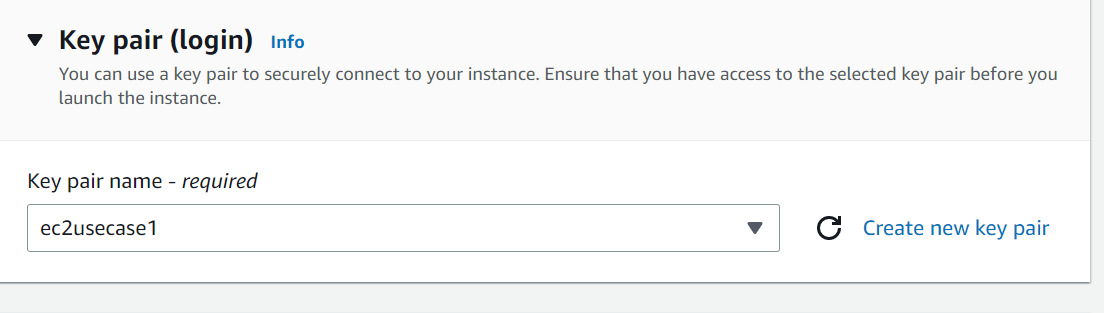 Key pair (login) Info
You can use a key pair to securely connect to your instance. Ensure that you have access to the selected key pair before you
launch the instance.
Key pair name - required
ec2usecase1
Create new key pair